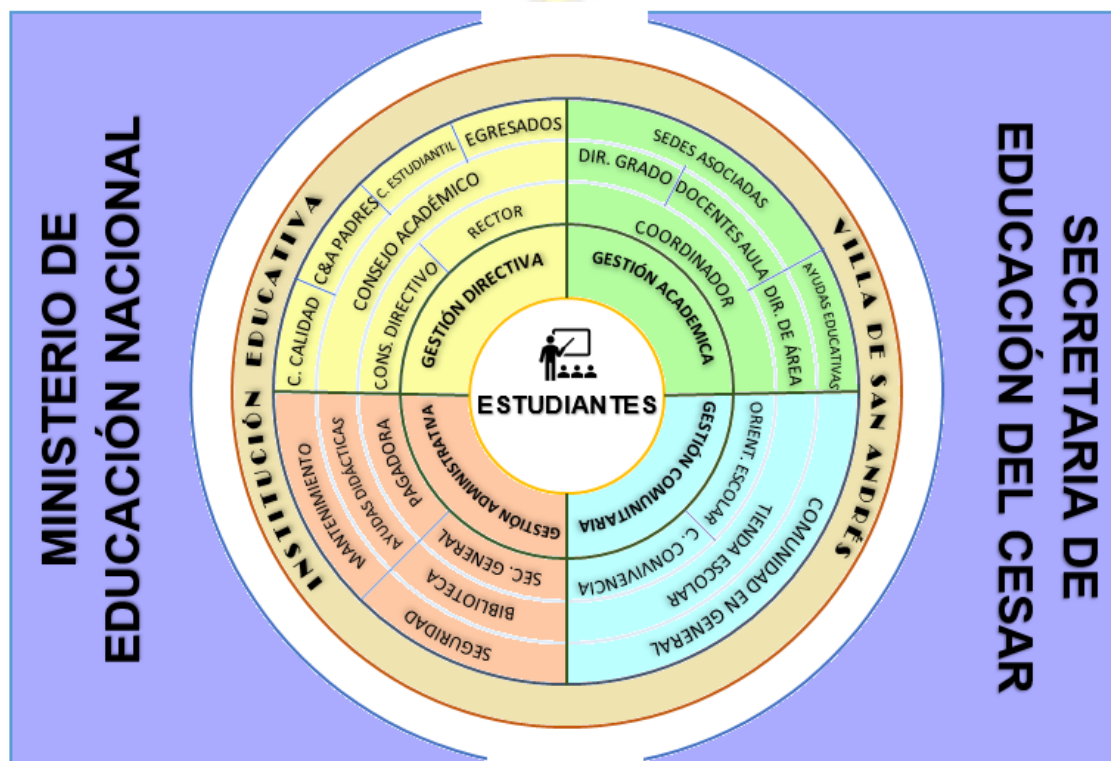 MINISTERIO DE
EDUCACIÓN NACIONAL
SECRETARIA DE
EDUCACIÓN DEL CESAR
INSTITUCIÓN EDUCATIVA
VILLA DE SAN ANDRÉS
EGRESADOS
C. ESTUDIANTIL
C&A PADRES
C. CALIDAD
CONSEJO ACADÉMICO
RECTOR
CONS. DIRECTIVO
GESTIÓN DIRECTIVA
SEDES ASOCIADAS
AYUDAS EDUCATIVAS
DIR. GRADO
DOCENTES AULA
DIR. DE ÁREA
COORDINADOR
GESTIÓN ACADEMICA
ESTUDIANTES
GESTIÓN ADMINISTRATIVA
PAGADORA
SEC. GENERAL
AYUDAS DIDÁCTICAS
BIBLIOTECA
MANTENIMIENTO
SEGURIDAD
GESTIÓN COMUNITARIA
ORIENT. ESCOLAR
C. CONVIVENCIA
TIENDA ESCOLAR
COMUNIDAD EN GENERAL